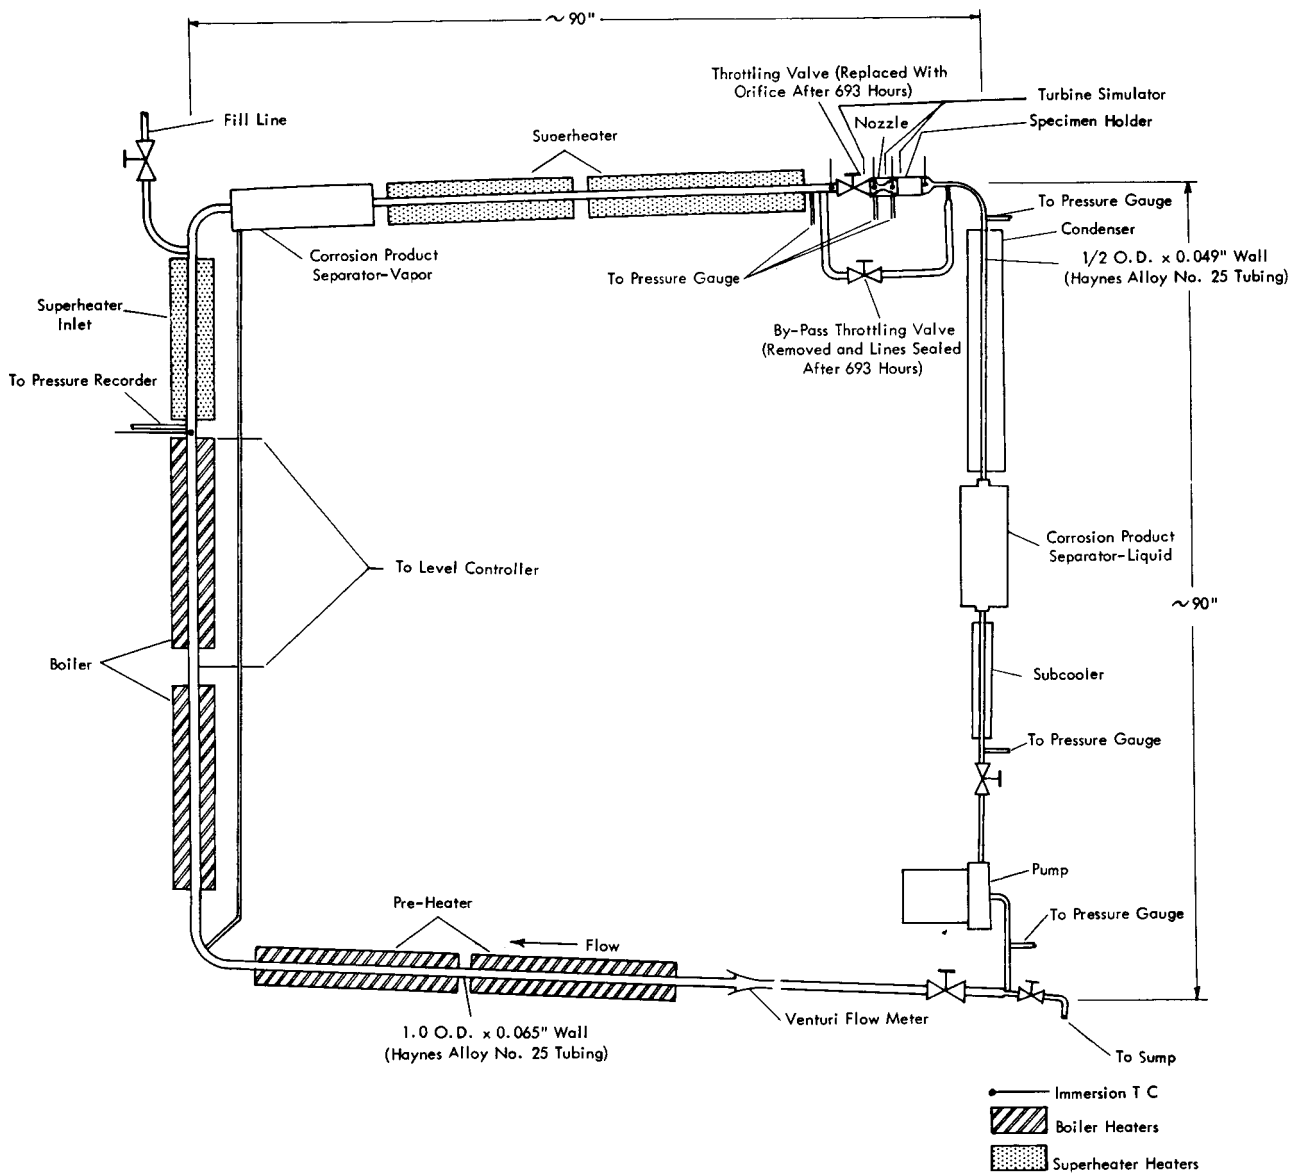 ~90"
Throttling Valve (Replaced With
Orifice After 693 Hours)
Turbine Simulator
Fill Line
Nozzle
Specimen Holder
Suoerheater
To Pressure Gauge
Condenser
Corrosion Product
Separator-Vapor
1/2 O.D. x 0.049" Wall
(Haynes Alloy No. 25 Tubing)
To Pressure Gauge
Superheater
Inlet
By-Pass Throttling Valve
(Removed and Lines Sealed
After 693 Hours)
To Pressure Recorder
Corrosion Product
Separator-Liquid
To Level Controller
~90"
Boiler
Subcooler
To Pressure Gauge
Pump
Pre-Heater
To Pressure Gauge
Flow
Venturi Flow Meter
1.0 O.D. x 0.065" Wall
(Haynes Alloy No. 25 Tubing)
To Sump
Immersion T C
Boiler Heaters
Superheater Heaters